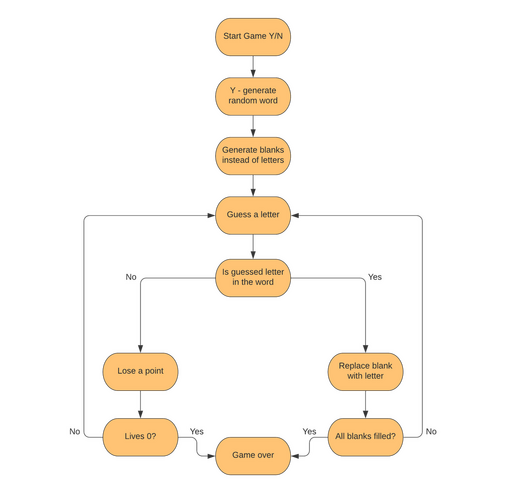 Start Game Y/N
Y - generate
random word
Generate blanks
instead of letters
Guess a letter
Is guessed letter
in the word
No
Yes
Lose a point
Replace blank
with letter
No
Lives 0?
Yes
Game over
Yes
All blanks filled?
No